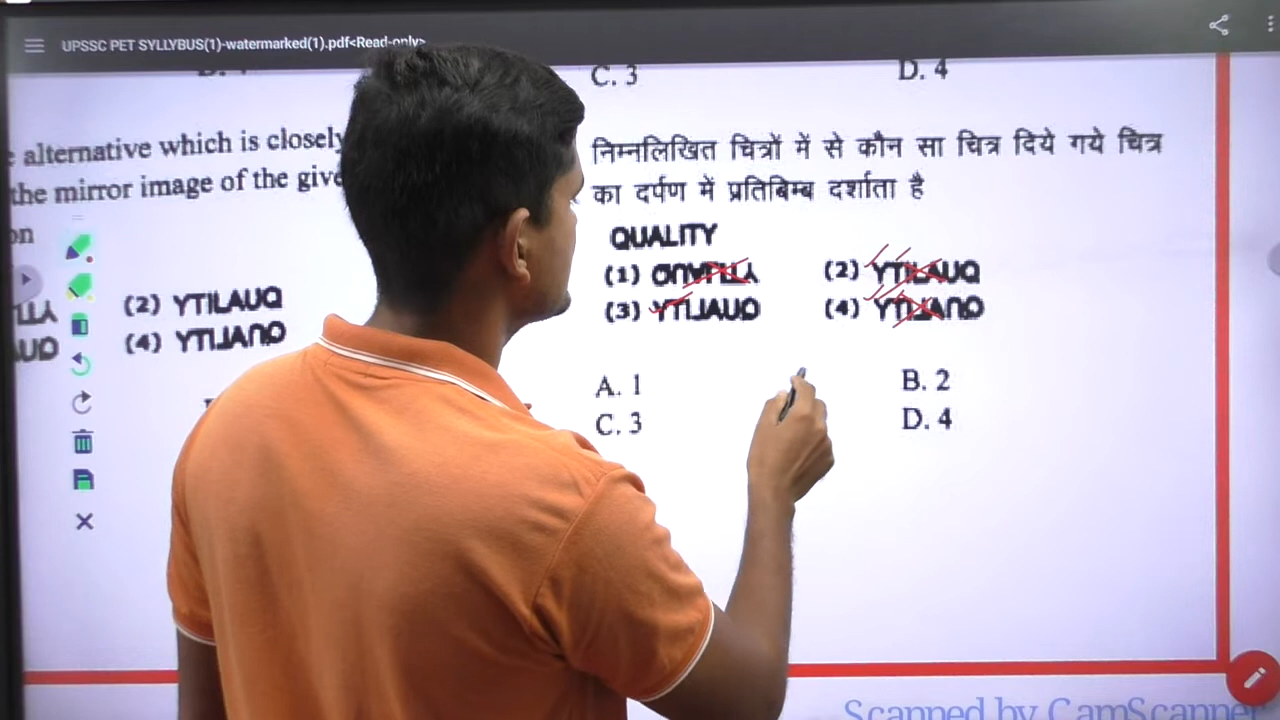 UPSSC PET SYLLYBUS(1)-watermarked(1).pdf<Read-only>
C. 3 D. 4
alternative which is closely
the mirror image of the give
on
(2) YTILAUQ
(4)
निम्नलिखित चित्रों में से कौन सा चित्र दिये गये चित्र
का दर्पण में प्रतिबिम्ब दर्शाता है
QUALITY
(1) (2) YTILAUQ
(3) YTIJAUO (4)
A. 1 B. 2
C. 3 D. 4
Scanned by CamScanner